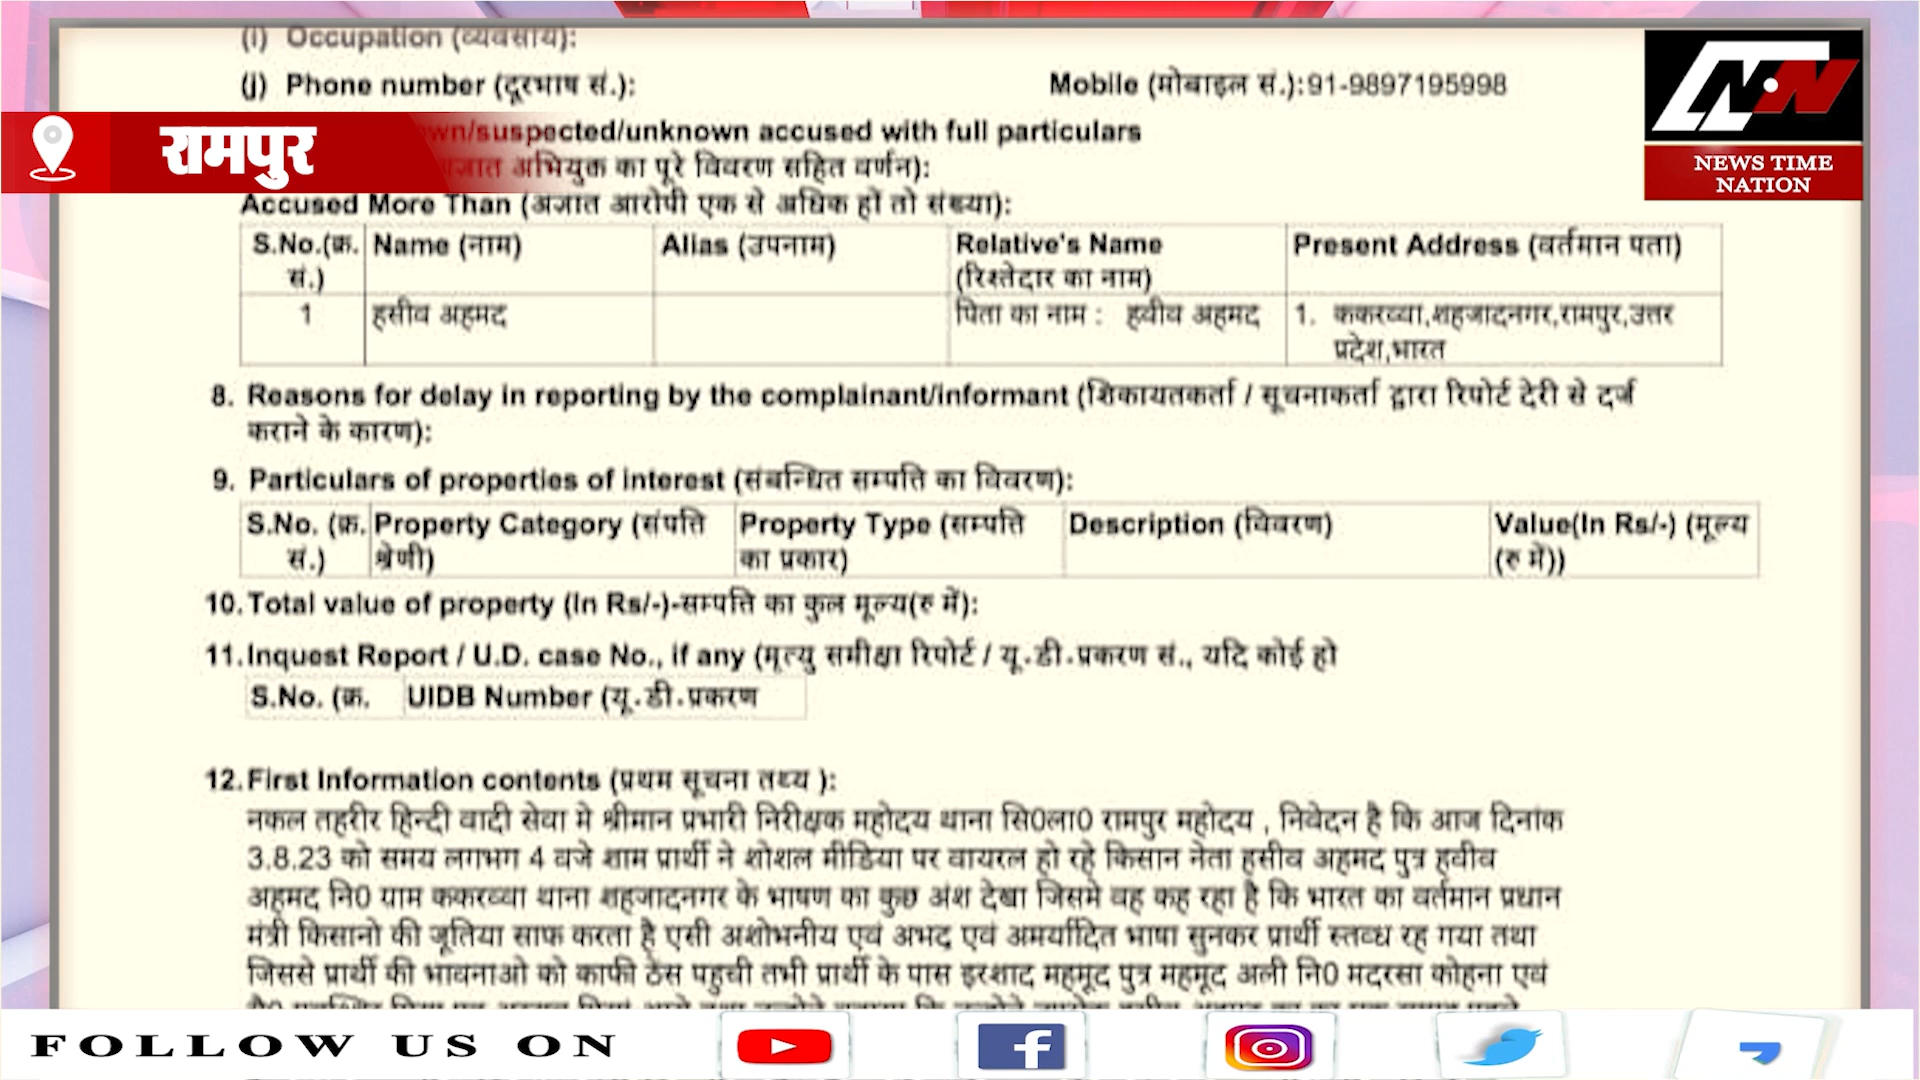 (i) Occupation (व्यवसाय):
(j) Phone number (दूरभाष सं.):
Mobile (मोबाइल सं.):91-9897195998
रामपुर
NEWS TIME
NATION
own/suspected/unknown accused with full particulars
अज्ञात अभियुक्त का पूरे विवरण सहित वर्णन):
Accused More Than (अज्ञात आरोपी एक से अधिक हों तो संख्या):
S.No.(क्र. सं.) Name (नाम) Alias (उपनाम) Relative's Name (रिश्तेदार का नाम) Present Address (वर्तमान पता)
1 हसीव अहमद पिता का नाम : हवीव अहमद 1. ककरव्वा,शहजादनगर,रामपुर,उत्तर
प्रदेश,भारत
8. Reasons for delay in reporting by the complainant/informant (शिकायतकर्ता / सूचनाकर्ता द्वारा रिपोर्ट देरी से दर्ज
कराने के कारण):
9. Particulars of properties of interest (संबन्धित सम्पत्ति का विवरण):
S.No. (क्र. सं.) Property Category (संपत्ति श्रेणी) Property Type (सम्पत्ति का प्रकार) Description (विवरण) Value(In Rs/-) (मूल्य (रु में))
10. Total value of property (In Rs/-)-सम्पत्ति का कुल मूल्य(रु में):
11. Inquest Report / U.D. case No., if any (मृत्यु समीक्षा रिपोर्ट / यू.डी.प्रकरण सं., यदि कोई हो
S.No. (क्र. UIDB Number (यू.डी.प्रकरण
12. First Information contents (प्रथम सूचना तथ्य ):
नकल तहरीर हिन्दी वादी सेवा मे श्रीमान प्रभारी निरीक्षक महोदय थाना सि0ला0 रामपुर महोदय , निवेदन है कि आज दिनांक
3.8.23 को समय लगभग 4 वजे शाम प्रार्थी ने शोशल मीडिया पर वायरल हो रहे किसान नेता हसीव अहमद पुत्र हवीव
अहमद नि0 ग्राम ककरव्वा थाना शहजादनगर के भाषण का कुछ अंश देखा जिसमे वह कह रहा है कि भारत का वर्तमान प्रधान
मंत्री किसानो की जूतिया साफ करता है एसी अशोभनीय एवं अभद्र एवं अमर्यादित भाषा सुनकर प्रार्थी स्तव्ध रह गया तथा
जिससे प्रार्थी की भावनाओ को काफी ठेस पहुची तभी प्रार्थी के पास इरशाद महमूद पुत्र महमूद अली नि0 मदरसा कोहना एवं
FOLLOW US ON